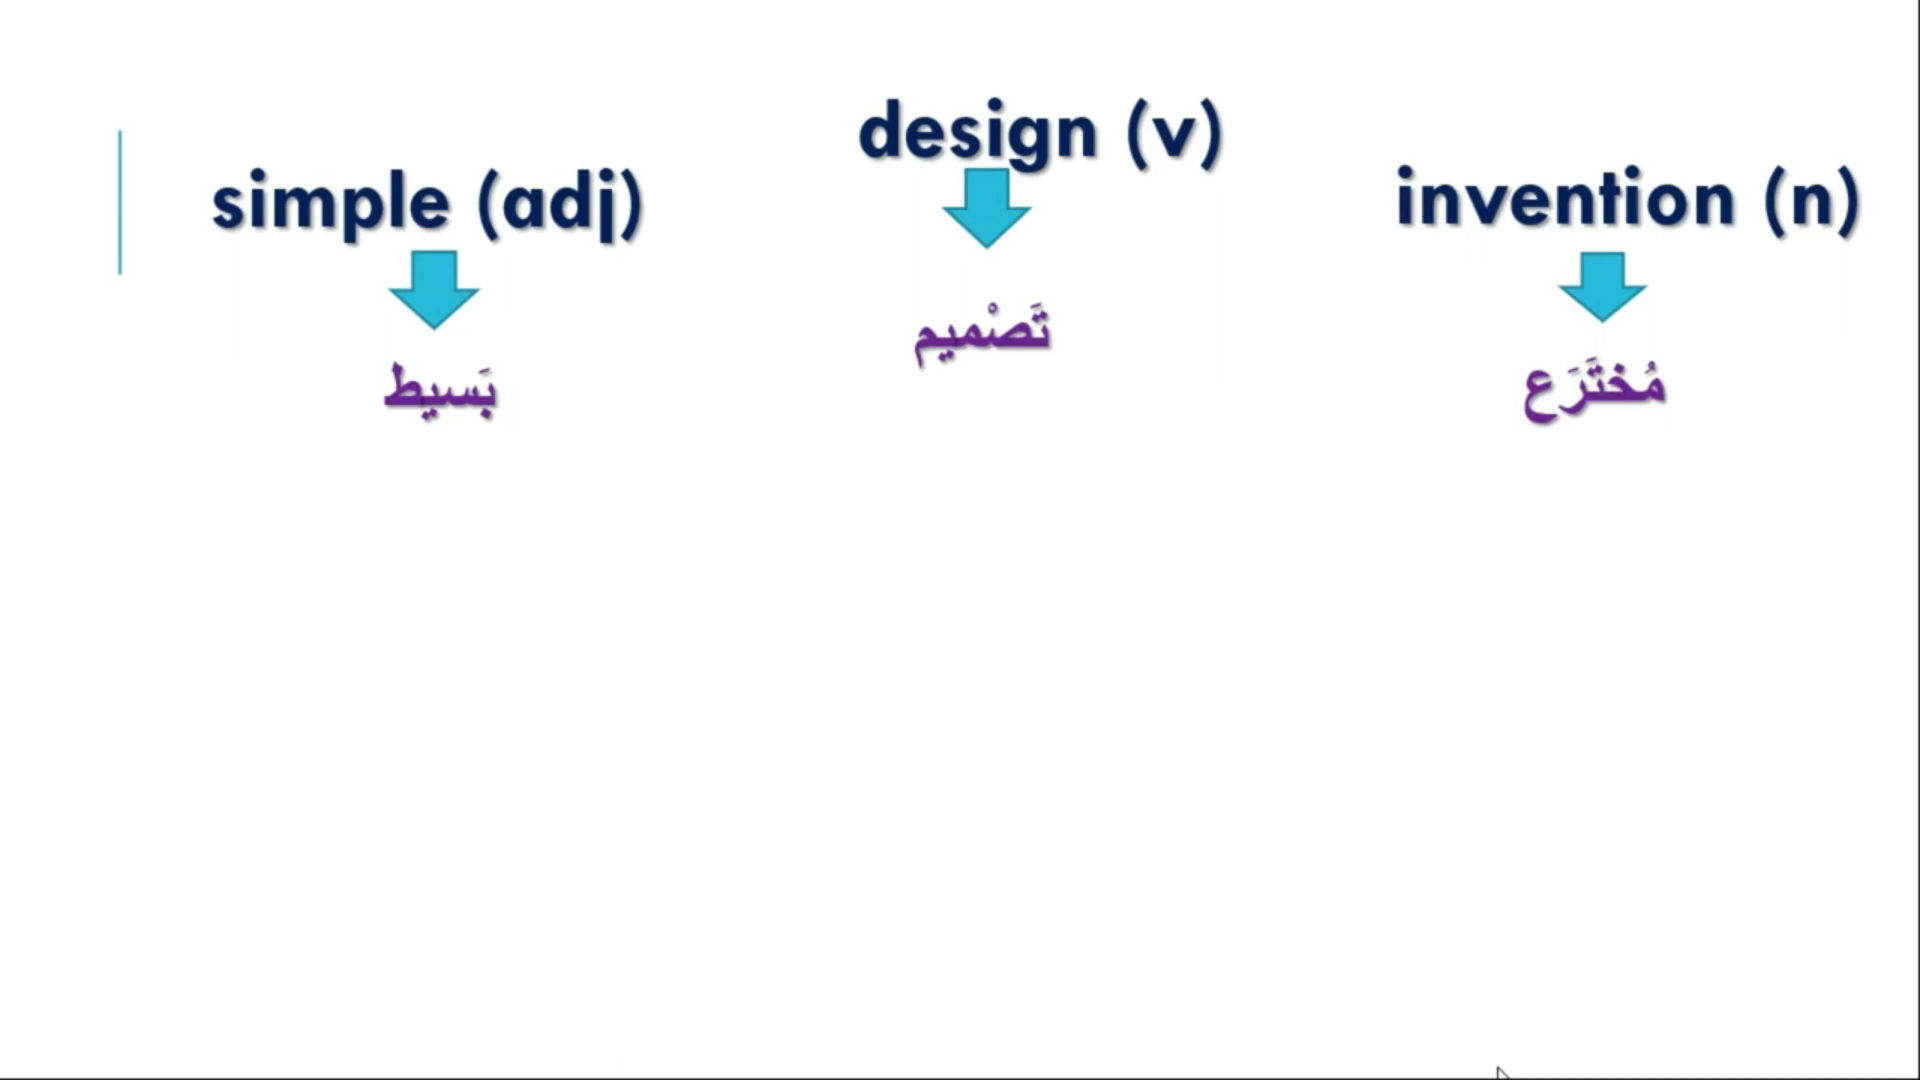 simple (adj)
بَسيط
design (v)
تَصْميم
invention (n)
مُختَرَع